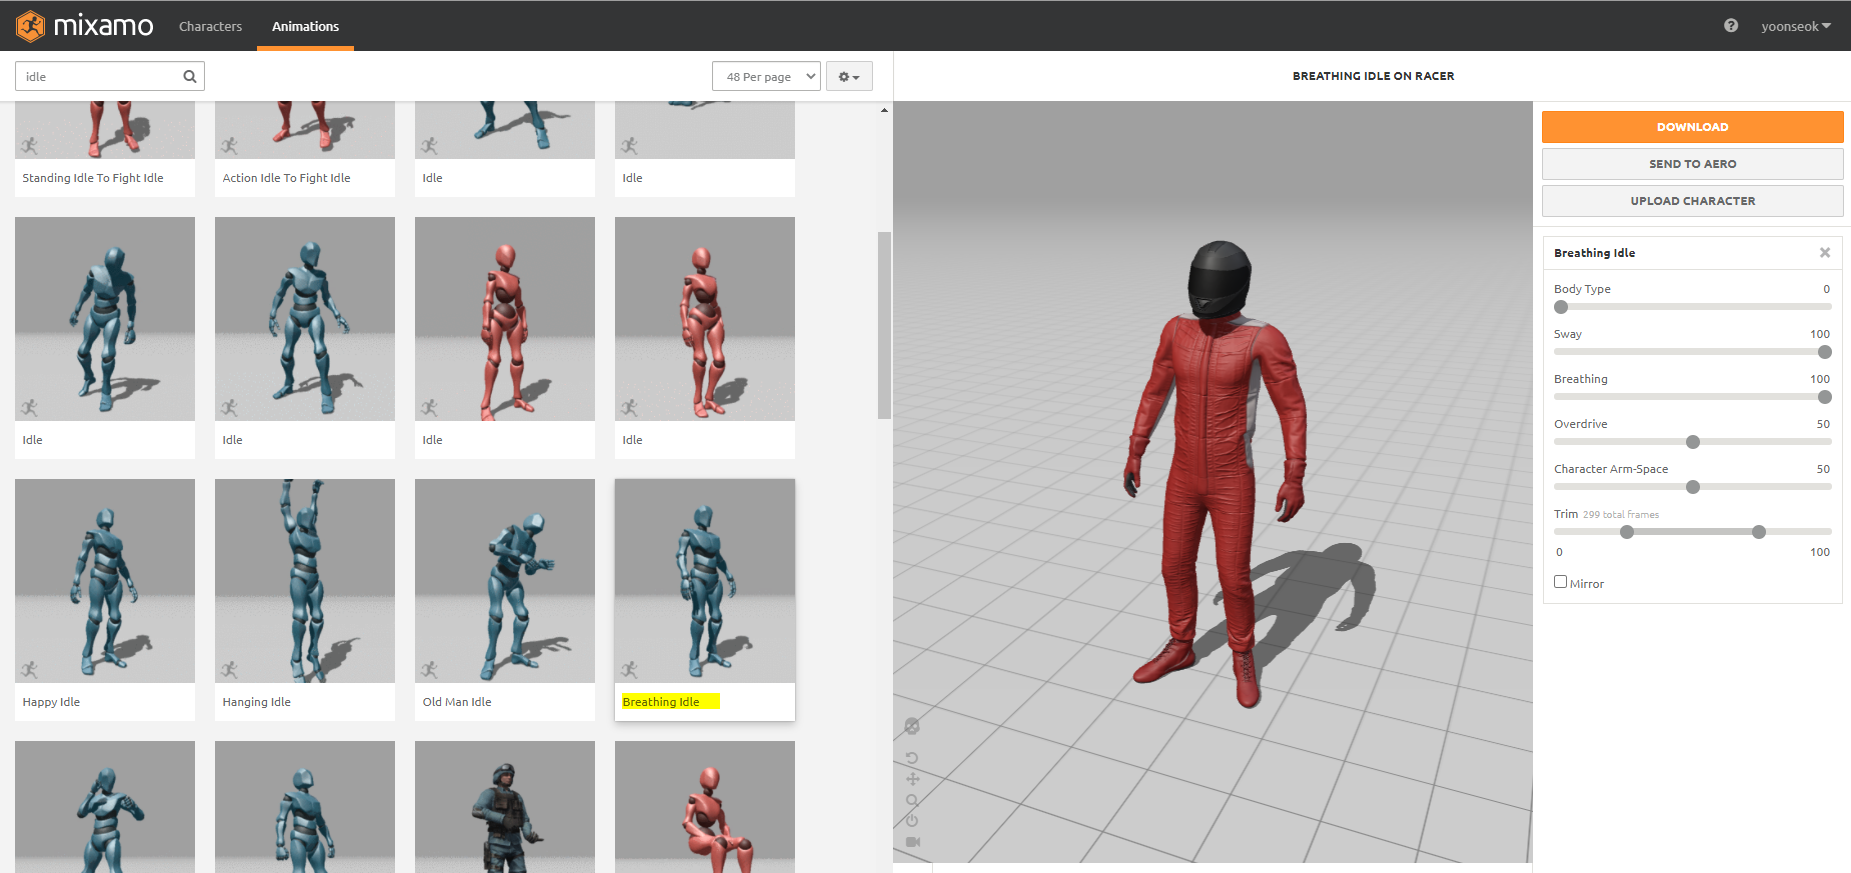 mixamo
Characters
Animations
yoonseok
idle
48 Per page
BREATHING IDLE ON RACER
Standing Idle To Fight Idle
Action Idle To Fight Idle
Idle
Idle
Idle
Idle
Idle
Idle
Happy Idle
Hanging Idle
Old Man Idle
Breathing Idle
DOWNLOAD
SEND TO AERO
UPLOAD CHARACTER
Breathing Idle
Body Type 0
Sway 100
Breathing 100
Overdrive 50
Character Arm-Space 50
Trim 299 total frames
0 100
Mirror